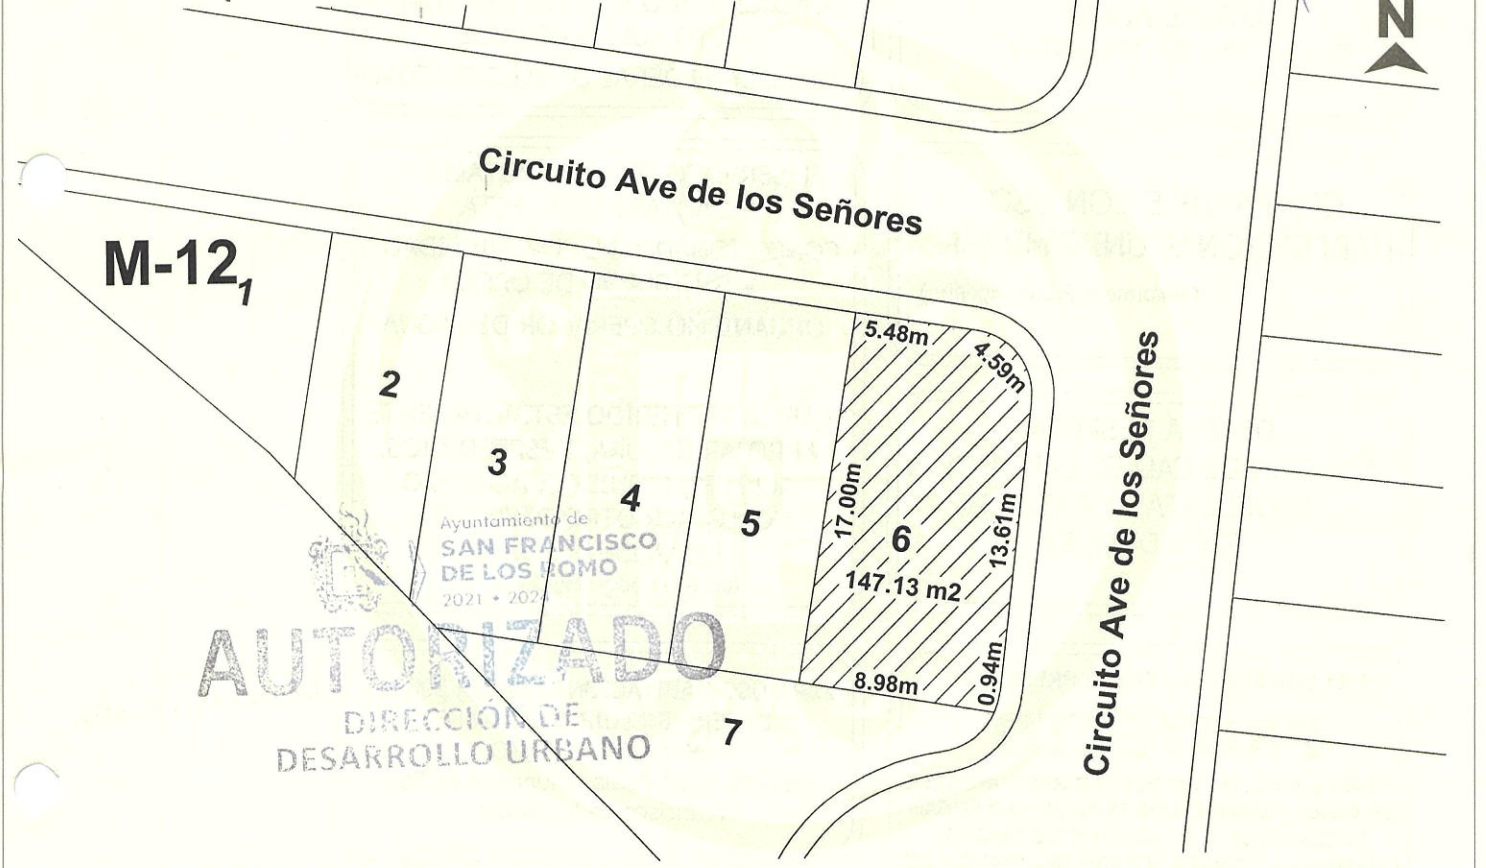 N
Circuito Ave de los Señores
M-12
1
2
3
4
5
6
7
5.48m
4.59m
17.00m
13.61m
147.13 m2
8.98m
0.94m
Circuito Ave de los Señores
Ayuntamiento de
SAN FRANCISCO
DE LOS ROMO
2021 • 2024
AUTORIZADO
DIRECCIÓN DE
DESARROLLO URBANO